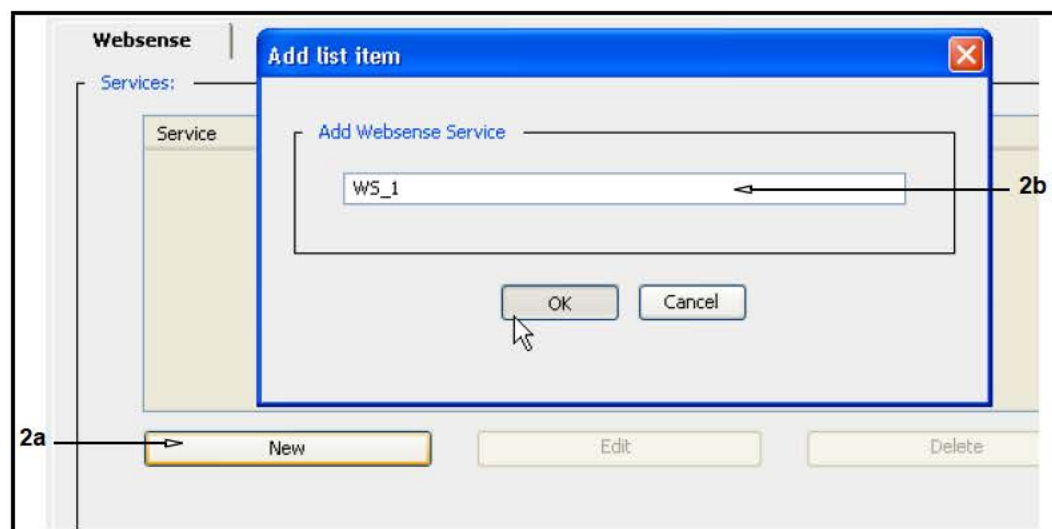 Websense
Add list item
Services:
Service
Add Websense Service
WS_1
2b
OK Cancel
2a
New Edit Delete